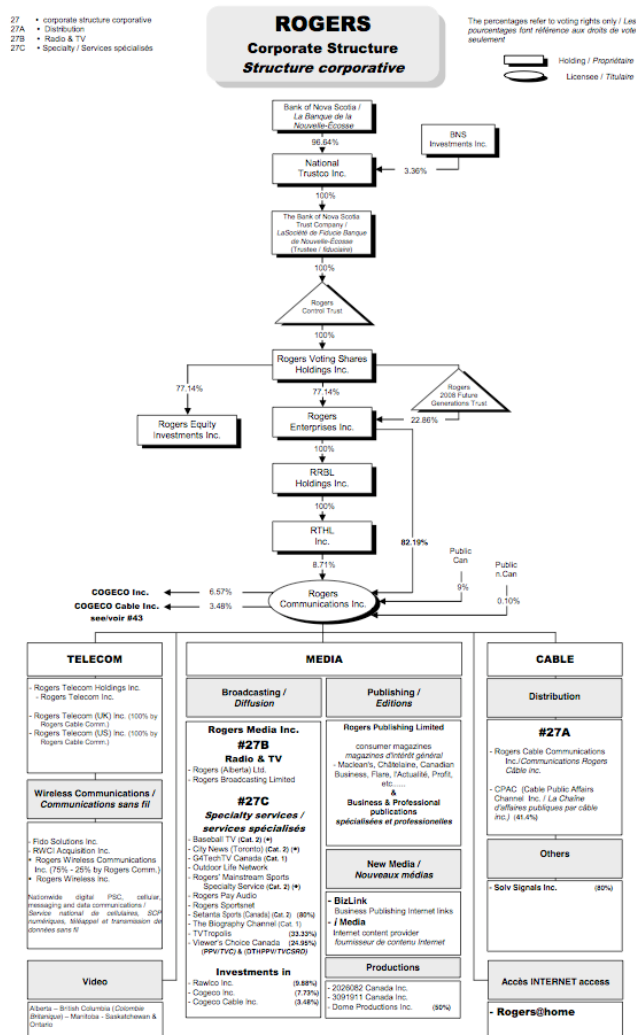 27 • corporate structure corporative
27A • Distribution
27B • Radio & TV
27C • Specialty / Services spécialisés
ROGERS
Corporate Structure
Structure corporative
The percentages refer to voting rights only / Les
pourcentages font référence aux droits de vote
seulement
Holding / Propriétaire
Licensee / Titulaire
Bank of Nova Scotia /
La Banque de la
Nouvelle-Écosse
96.64%
BNS
Investments Inc.
National
Trustco Inc.
3.36%
100%
The Bank of Nova Scotia
Trust Company /
LaSociété de Fiducie Banque
de Nouvelle-Écosse
(Trustee / fiduciaire)
100%
Rogers
Control Trust
100%
Rogers Voting Shares
Holdings Inc.
77.14%
77.14%
Rogers
2008 Future
Generations Trust
Rogers Equity
Investments Inc.
Rogers
Enterprises Inc.
22.86%
100%
RRBL
Holdings Inc.
100%
RTHL
Inc.
82.19%
8.71%
Public
Can
9%
Public
n.Can
0.10%
COGECO Inc.
6.57%
COGECO Cable Inc.
3.48%
see/voir #43
Rogers
Communications Inc.
TELECOM
- Rogers Telecom Holdings Inc.
- Rogers Telecom Inc.
- Rogers Telecom (UK) Inc. (100% by
Rogers Cable Comm.)
- Rogers Telecom (US) Inc. (100% by
Rogers Cable Comm.)
Wireless Communications /
Communications sans fil
- Fido Solutions Inc.
- RWCI Acquisition Inc.
• Rogers Wireless Communications
Inc. (75% - 25% by Rogers Comm.)
• Rogers Wireless Inc.
Nationwide digital PSC, cellular,
messaging and data communications /
Service national de cellulaires, SCP
numériques, téléappel et transmission de
données sans fil
Video
Alberta – British Columbia (Colombie
Britanique) – Manitoba - Saskatchewan &
Ontario
MEDIA
Broadcasting /
Diffusion
Rogers Media Inc.
#27B
Radio & TV
- Rogers (Alberta) Ltd.
- Rogers Broadcasting Limited
#27C
Specialty services /
services spécialisés
- Baseball TV (Cat. 2) (•)
- City News (Toronto) (Cat. 2) (•)
- G4TechTV Canada (Cat. 1)
- Outdoor Life Network
- Rogers' Mainstream Sports
Specialty Service (Cat. 2) (•)
- Rogers Pay Audio
- Rogers Sportsnet
- Setanta Sports (Canada) (Cat. 2) (80%)
- The Biography Channel (Cat. 1)
- TVTropolis (33.33%)
- Viewer's Choice Canada (24.95%)
(PPV/TVC) & (DTHPPV/TVCSRD)
Investments in
- Rawlco Inc. (9.88%)
- Cogeco Inc. (7.73%)
- Cogeco Cable Inc. (3.48%)
Publishing /
Editions
Rogers Publishing Limited
consumer magazines
magazines d'intérêt général
- Maclean's, Châtelaine, Canadian
Business, Flare, l'Actualité, Profit,
etc......
&
Business & Professional
publications
spécialisées et professionelles
New Media /
Nouveaux médias
- BizLink
Business Publishing Internet links
- i Media
Internet content provider
fournisseur de contenu Internet
Productions
- 2026082 Canada Inc.
- 3091911 Canada Inc.
- Dome Productions Inc. (50%)
CABLE
Distribution
#27A
- Rogers Cable Communications
Inc./Communications Rogers
Câble inc.
- CPAC (Cable Public Affairs
Channel Inc. / La Chaîne
d'affaires publiques par câble
inc.) (41.4%)
Others
- Solv Signals Inc. (80%)
Accès INTERNET access
- Rogers@home